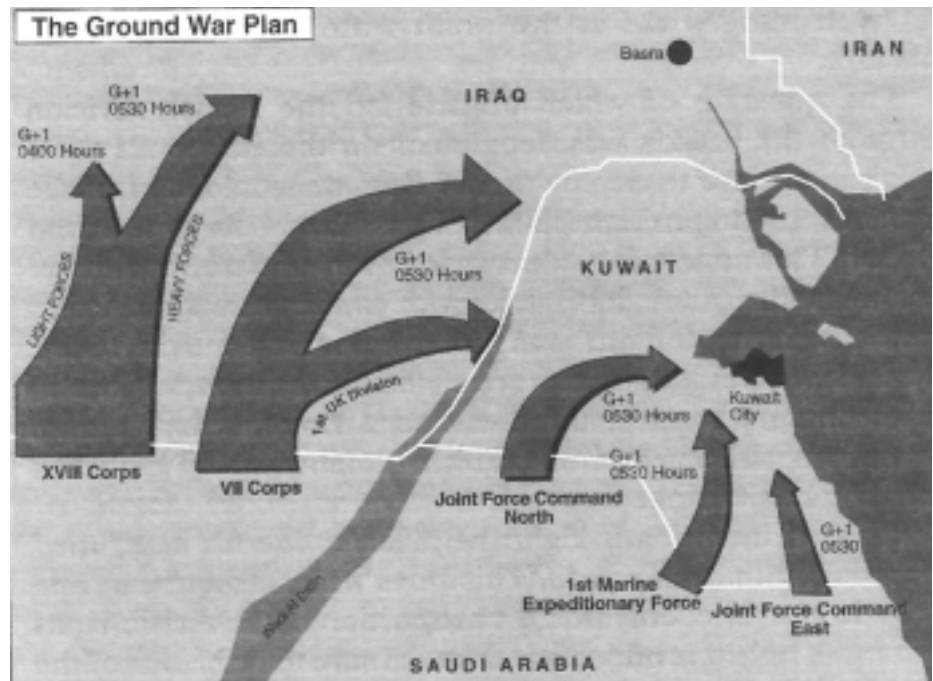 The Ground War Plan
Basra
IRAN
IRAQ
G+1
0530 Hours
G+1
0400 Hours
LIGHT FORCES
HEAVY FORCES
G+1
0530 Hours
KUWAIT
1st. UK Division
Kuwait
City
G+1
0530 Hours
G+1
0530 Hours
XVIII Corps
VII Corps
Joint Force Command
North
G+1
0530
1st Marine
Expeditionary Force
Joint Force Command
East
SAUDI ARABIA